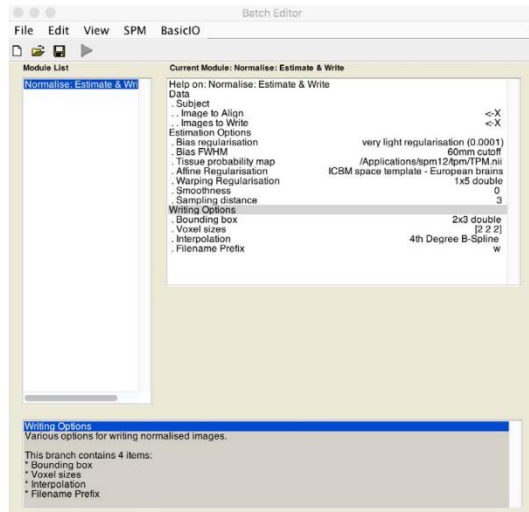 Batch Editor
File Edit View SPM BasicIO
Module List
Current Module: Normalise: Estimate & Write
Normalise: Estimate & Wri
Help on: Normalise: Estimate & Write
Data
. Subject
. . Image to Align <-X
. . Images to Write <-X
Estimation Options
. Bias regularisation very light regularisation (0.0001)
. Bias FWHM 60mm cutoff
. Tissue probability map /Applications/spm12/tpm/TPM.nii
. Affine Regularisation ICBM space template - European brains
. Warping Regularisation 1x5 double
. Smoothness 0
. Sampling distance 3
Writing Options
. Bounding box 2x3 double
. Voxel sizes [2 2 2]
. Interpolation 4th Degree B-Spline
. Filename Prefix w
Writing Options
Various options for writing normalised images.
This branch contains 4 items:
* Bounding box
* Voxel sizes
* Interpolation
* Filename Prefix